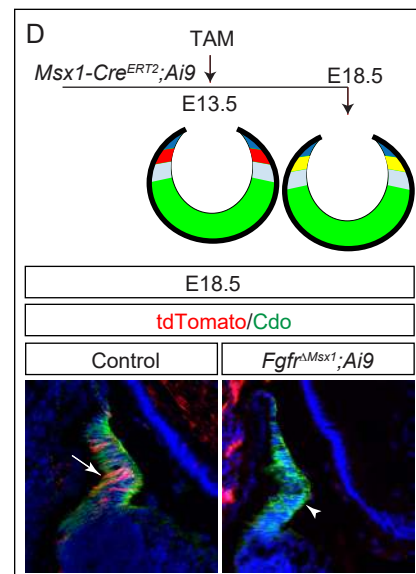 D
TAM
Msx1-CreERT2;Ai9
E18.5
E13.5
E18.5
tdTomato/Cdo
Control
FgfrΔMsx1;Ai9